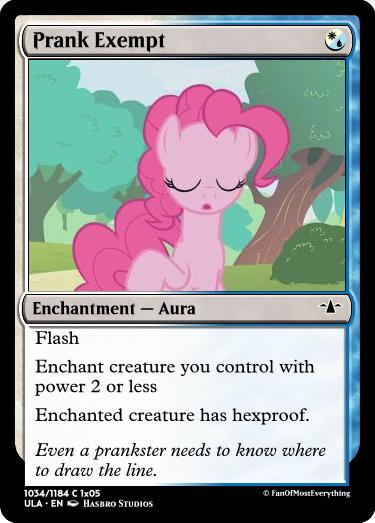 Prank Exempt
Enchantment — Aura
Flash
Enchant creature you control with
power 2 or less
Enchanted creature has hexproof.
Even a prankster needs to know where
to draw the line.
1034/1184 C 1x05
ULA • EN Hasbro Studios
© FanOfMostEverything